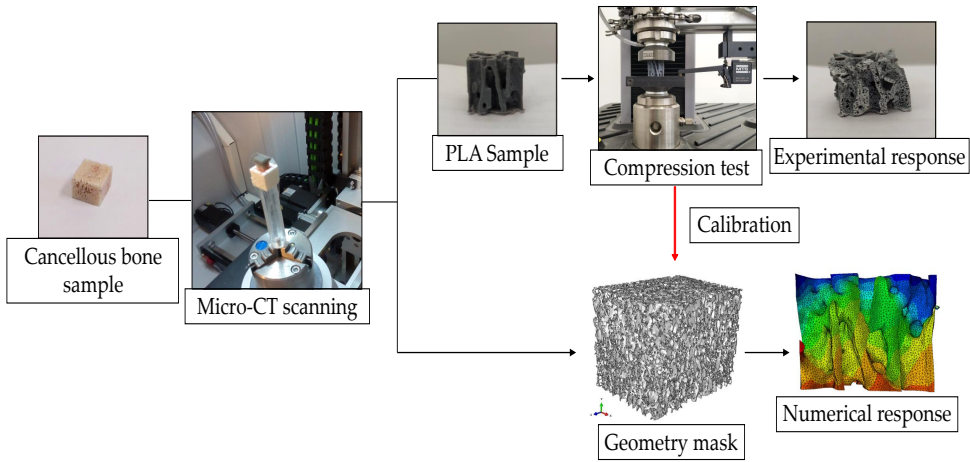 PLA Sample
Compression test
Experimental response
Calibration
Cancellous bone
sample
Micro-CT scanning
Geometry mask
Numerical response